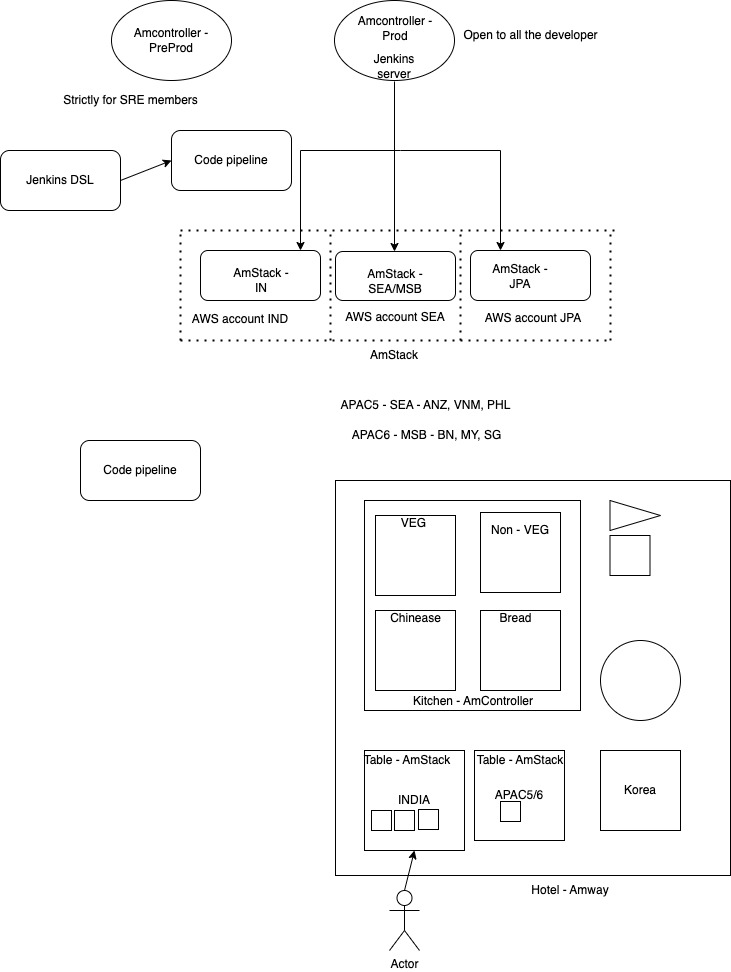 Amcontroller -
PreProd
Amcontroller -
Prod
Jenkins
server
Open to all the developer
Strictly for SRE members
Jenkins DSL
Code pipeline
AmStack -
IN
AWS account IND
AmStack -
SEA/MSB
AWS account SEA
AmStack -
JPA
AWS account JPA
AmStack
APAC5 - SEA - ANZ, VNM, PHL
APAC6 - MSB - BN, MY, SG
Code pipeline
VEG
Non - VEG
Chinease
Bread
Kitchen - AmController
Table - AmStack
INDIA
Table - AmStack
APAC5/6
Korea
Hotel - Amway
Actor